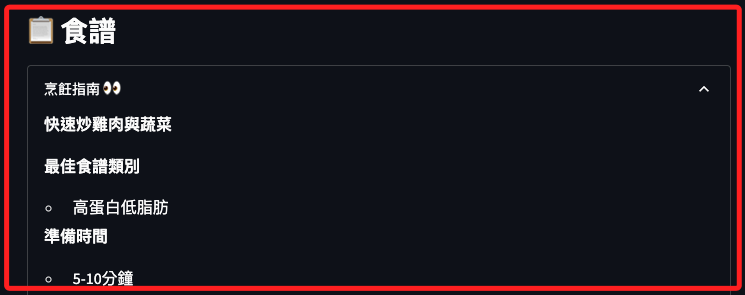 📋 食譜
烹飪指南 👀
快速炒雞肉與蔬菜
最佳食譜類別
高蛋白低脂肪
準備時間
5-10分鐘